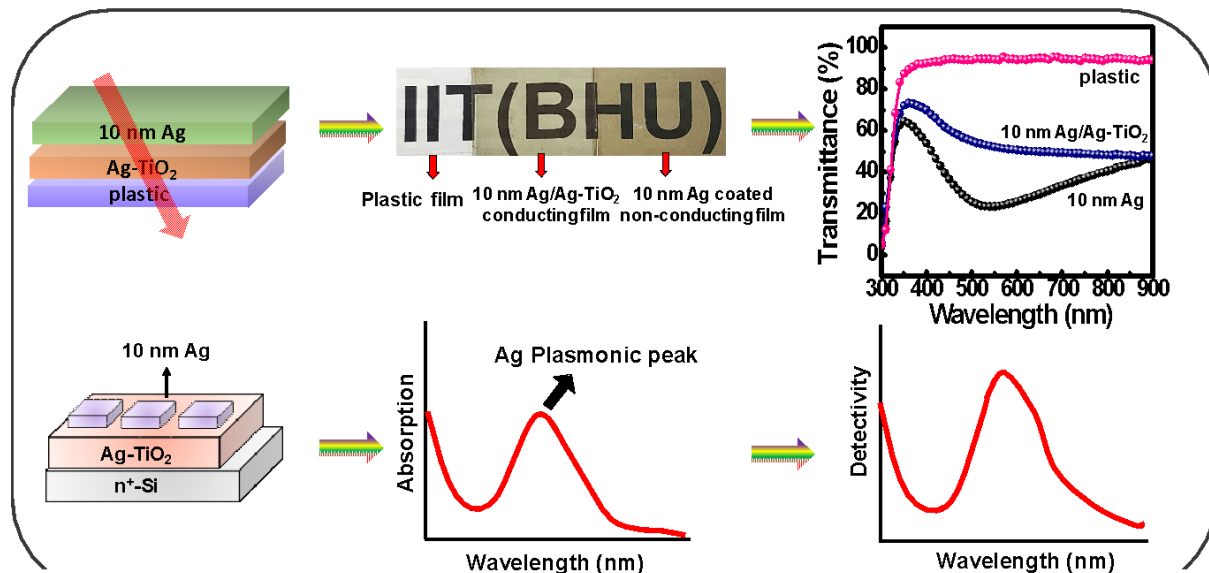 10 nm Ag
Ag-TiO₂
plastic
IIT(BHU)
Plastic film
10 nm Ag/Ag-TiO₂
conducting film
10 nm Ag coated
non-conducting film
Transmittance (%)
100
80
60
40
20
0
plastic
10 nm Ag/Ag-TiO₂
10 nm Ag
300 400 500 600 700 800 900
Wavelength (nm)
10 nm Ag
Ag-TiO₂
n⁺-Si
Absorption
Ag Plasmonic peak
Wavelength (nm)
Detectivity
Wavelength (nm)